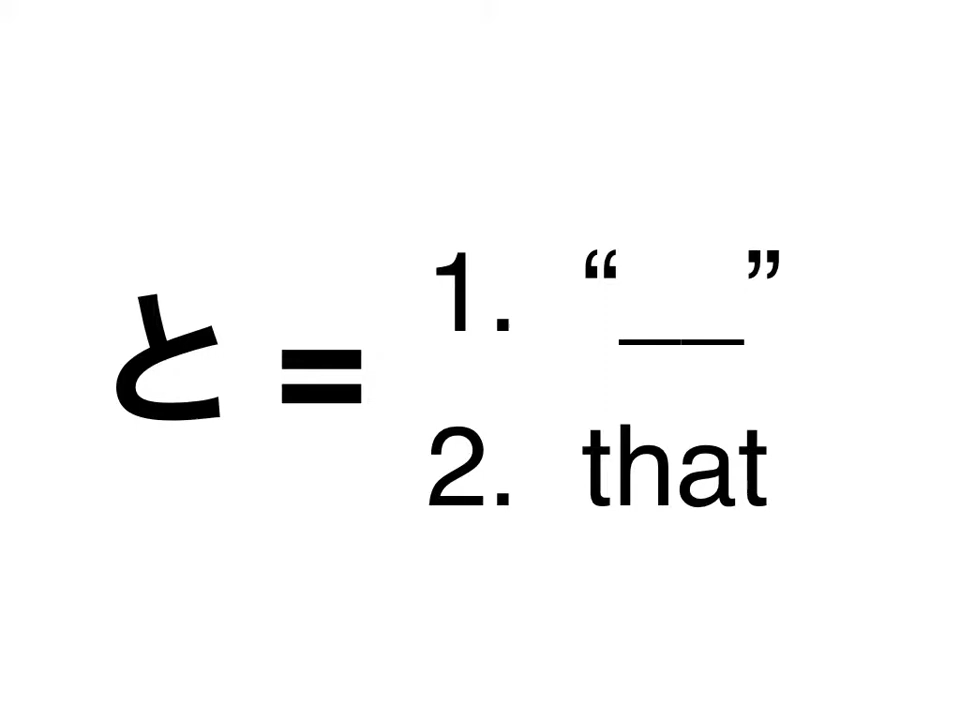 と = 1. “__”
2. that